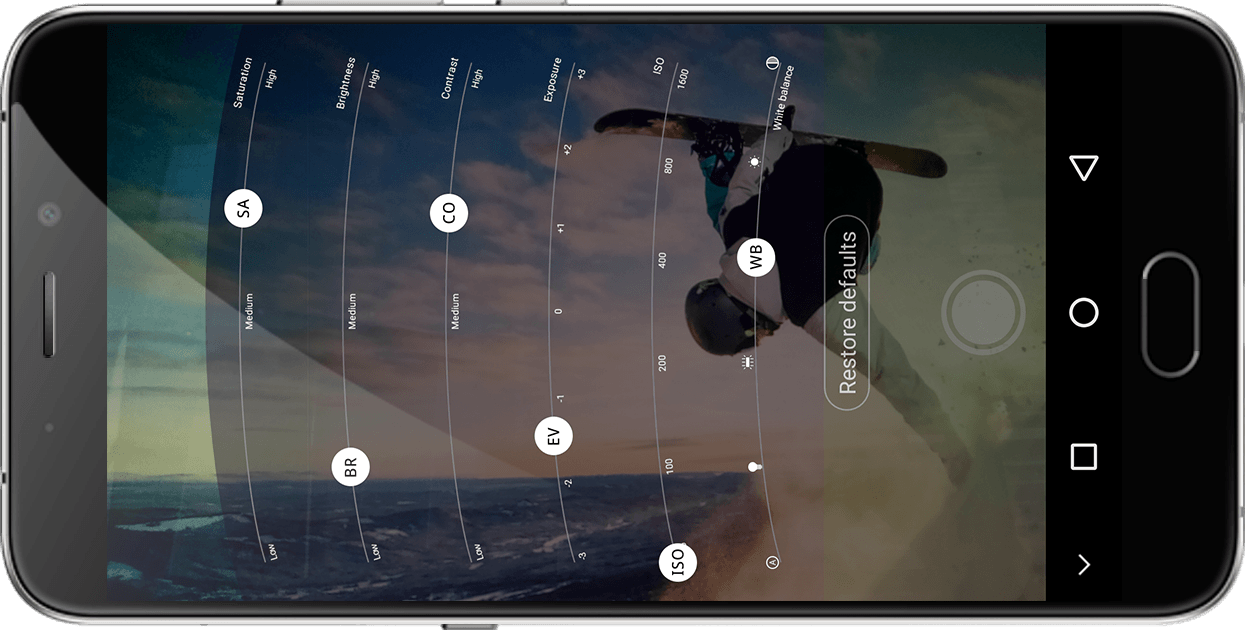 Saturation
High
SA
Medium
Low
Brightness
High
Medium
BR
Low
Contrast
High
CO
Medium
Low
Exposure
+3
+2
+1
0
-1
EV
-2
-3
ISO
1600
800
400
200
100
ISO
White balance
WB
A
Restore defaults